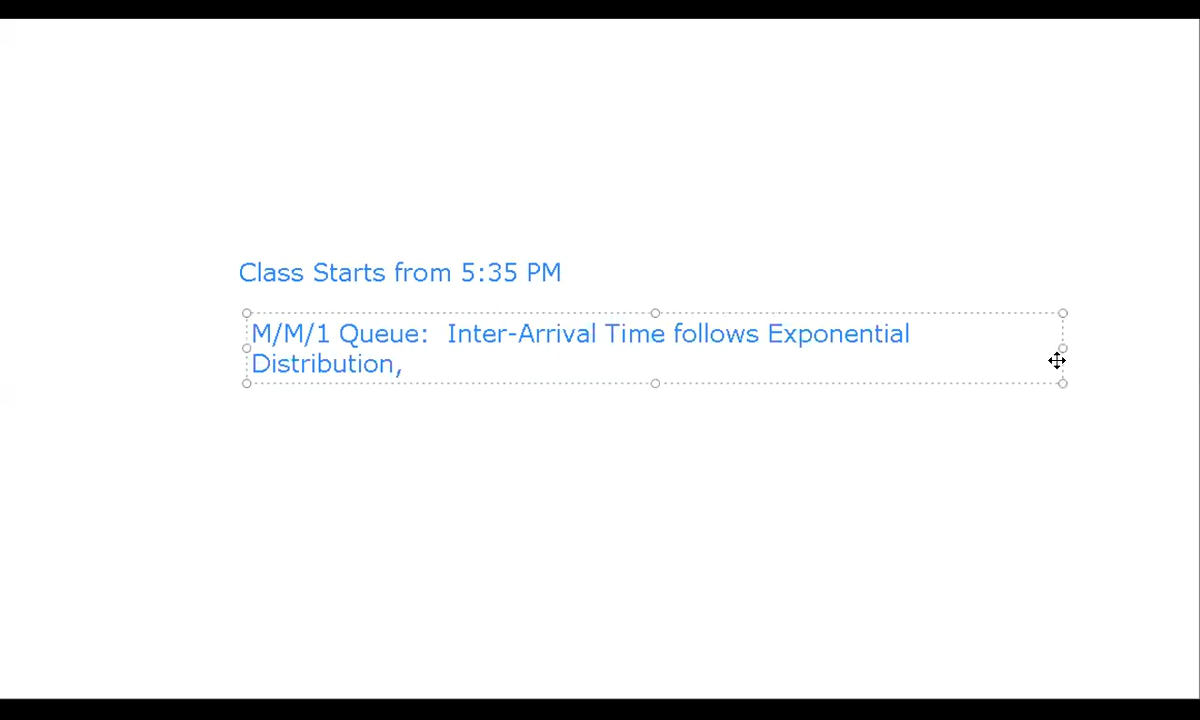 Class Starts from 5:35 PM
M/M/1 Queue:  Inter-Arrival Time follows Exponential
Distribution,